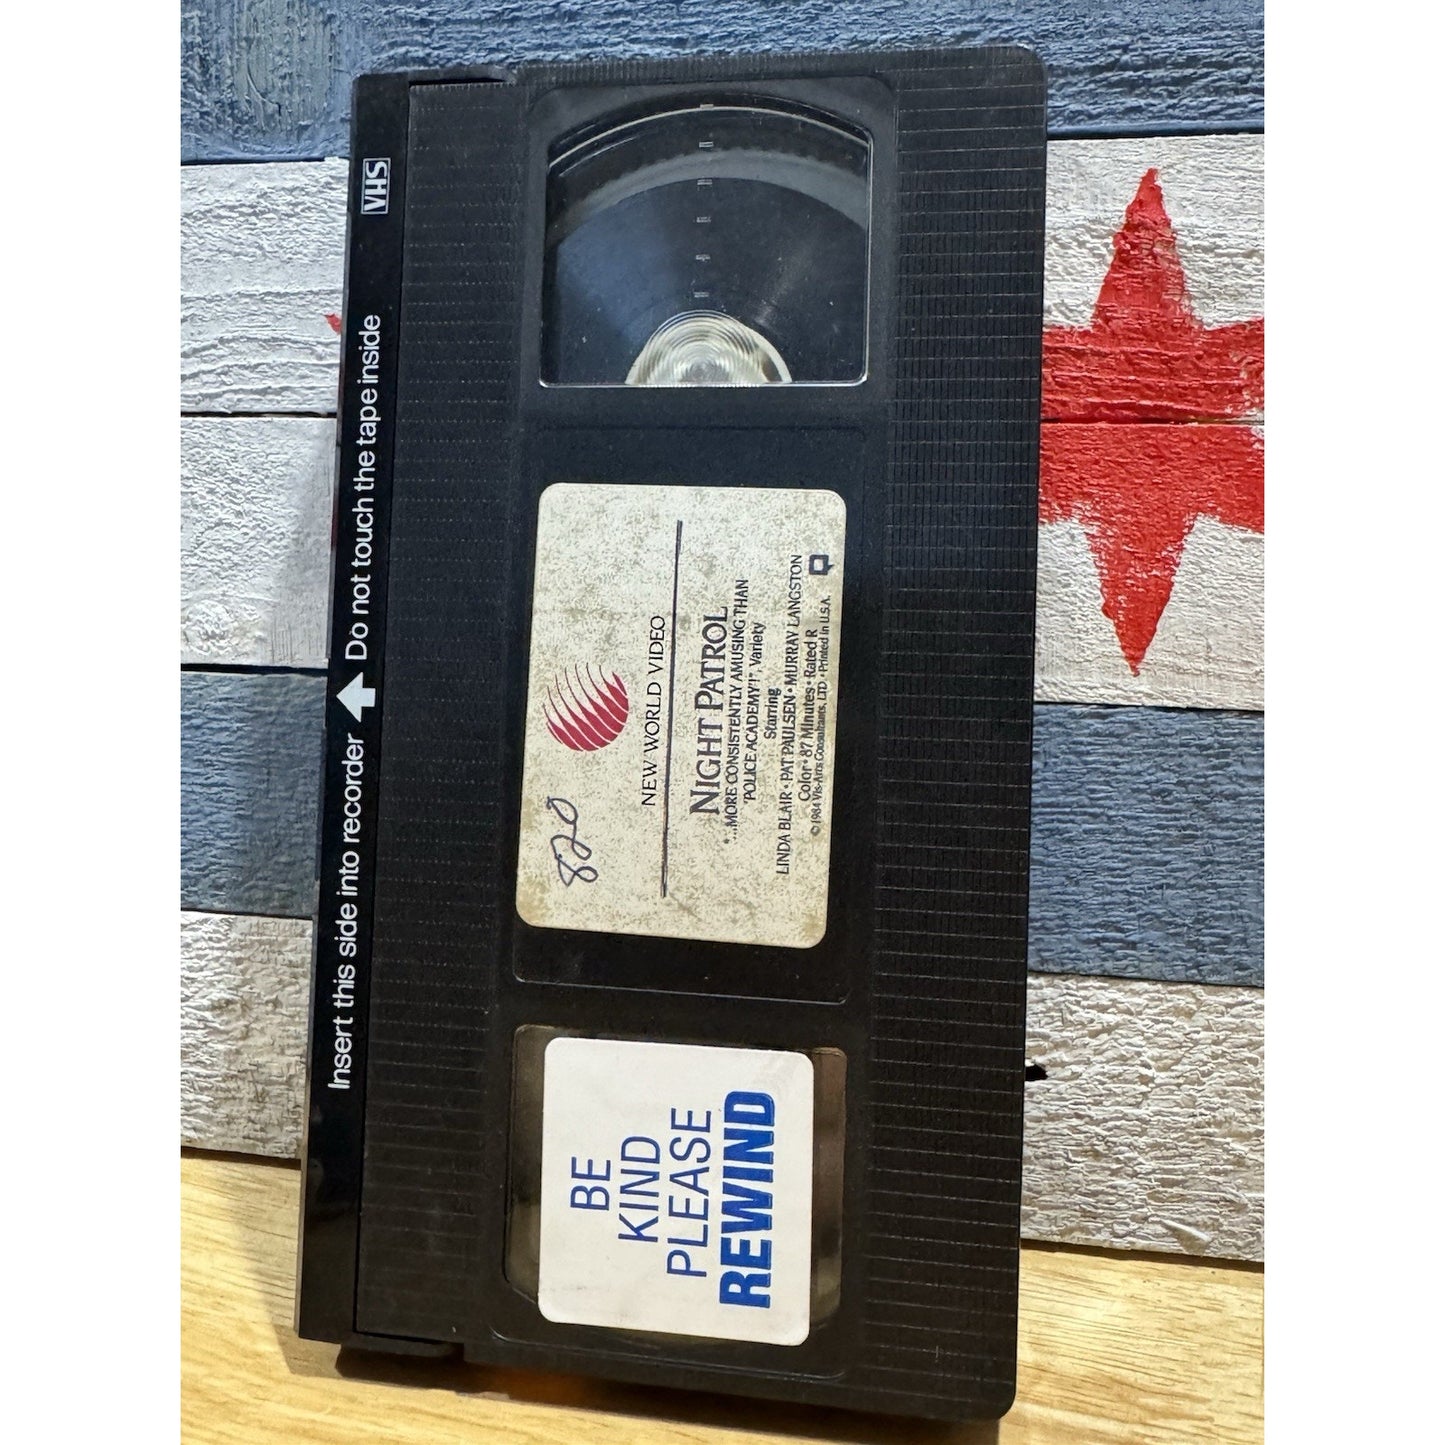 Insert this side into recorder Do not touch the tape inside
VHS
820
NEW WORLD VIDEO
NIGHT PATROL
"...MORE CONSISTENTLY AMUSING THAN
'POLICE ACADEMY'!", Variety
Starring
LINDA BLAIR • PAT PAULSEN • MURRAY LANGSTON
Color • 87 Minutes • Rated R
© 1984 Vis-Arts Consultants, LTD. • Printed in U.S.A.
BE
KIND
PLEASE
REWIND